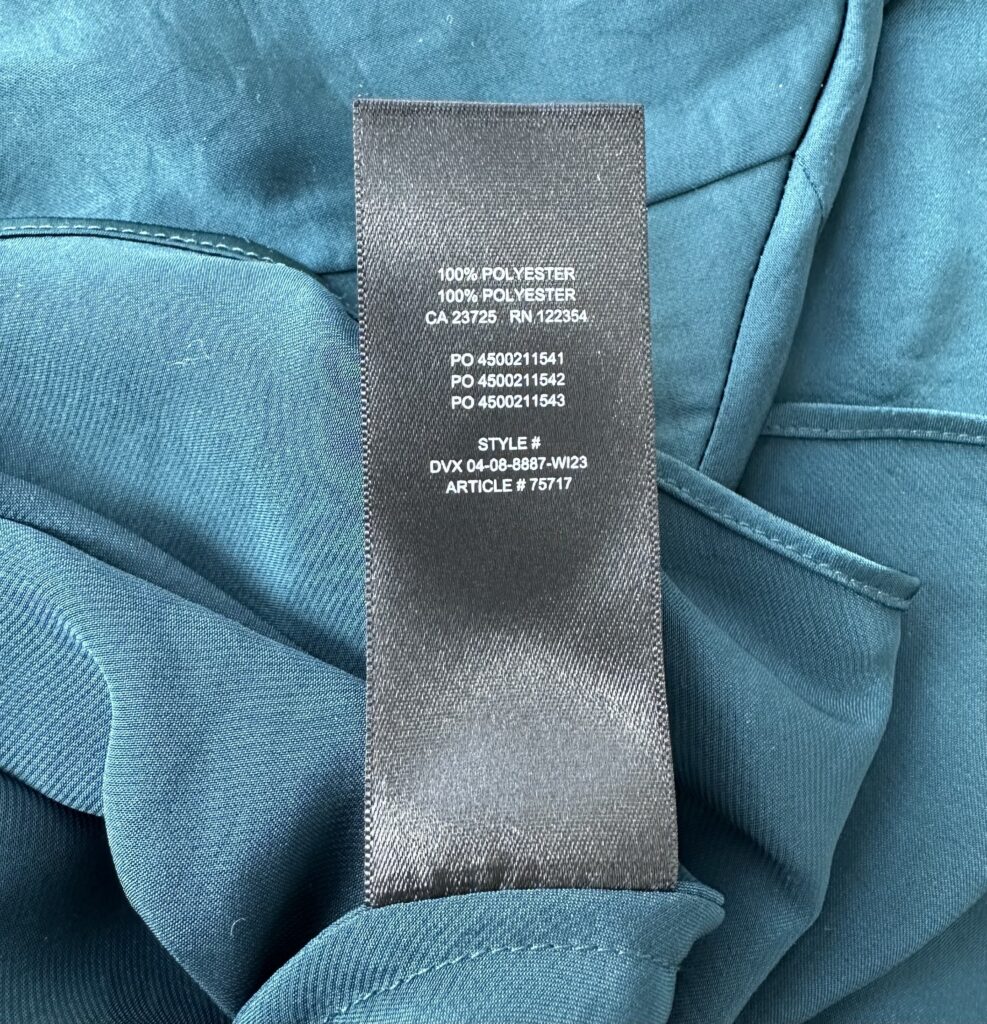 100% POLYESTER
100% POLYESTER
CA 23725 RN 122354
PO 4500211541
PO 4500211542
PO 4500211543
STYLE #
DVX 04-08-8887-WI23
ARTICLE # 75717